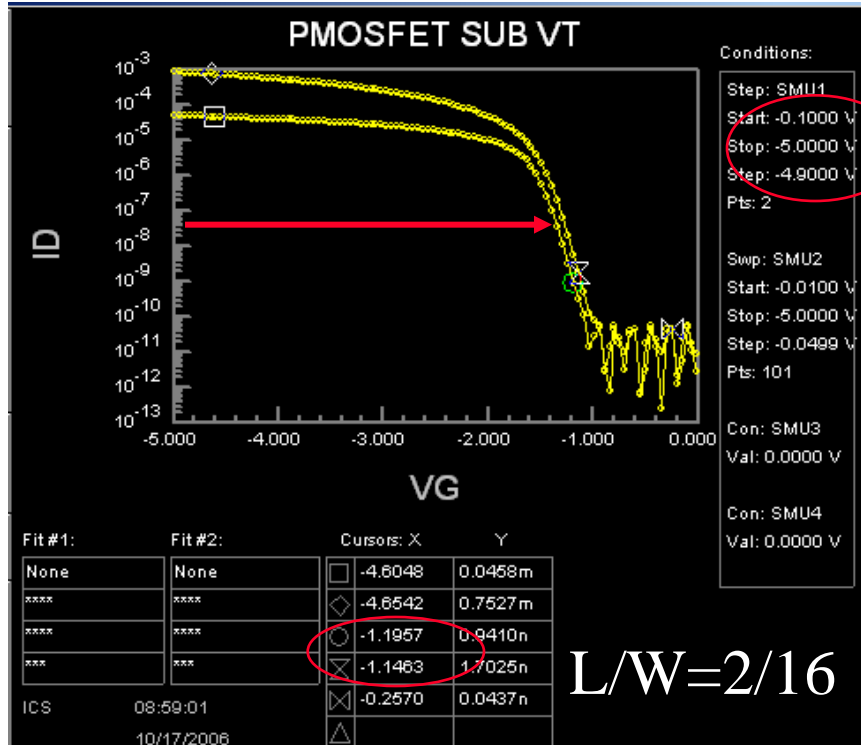 PMOSFET SUB VT
Conditions:
Step: SMU1
Start: -0.1000 V
Stop: -5.0000 V
Step: -4.9000 V
Pts: 2
Swp: SMU2
Start: -0.0100 V
Stop: -5.0000 V
Step: -0.0499 V
Pts: 101
Con: SMU3
Val: 0.0000 V
Con: SMU4
Val: 0.0000 V
ID
10-3
10-4
10-5
10-6
10-7
10-8
10-9
10-10
10-11
10-12
10-13
-5.000 -4.000 -3.000 -2.000 -1.000 0.000
VG
Fit #1: Fit #2: Cursors: X Y
None None -4.6048 0.0458m
**** **** -4.6542 0.7527m
**** **** -1.1957 0.9410n
*** *** -1.1463 1.7025n
-0.2570 0.0437n
ICS 08:59:01
10/17/2006
L/W=2/16